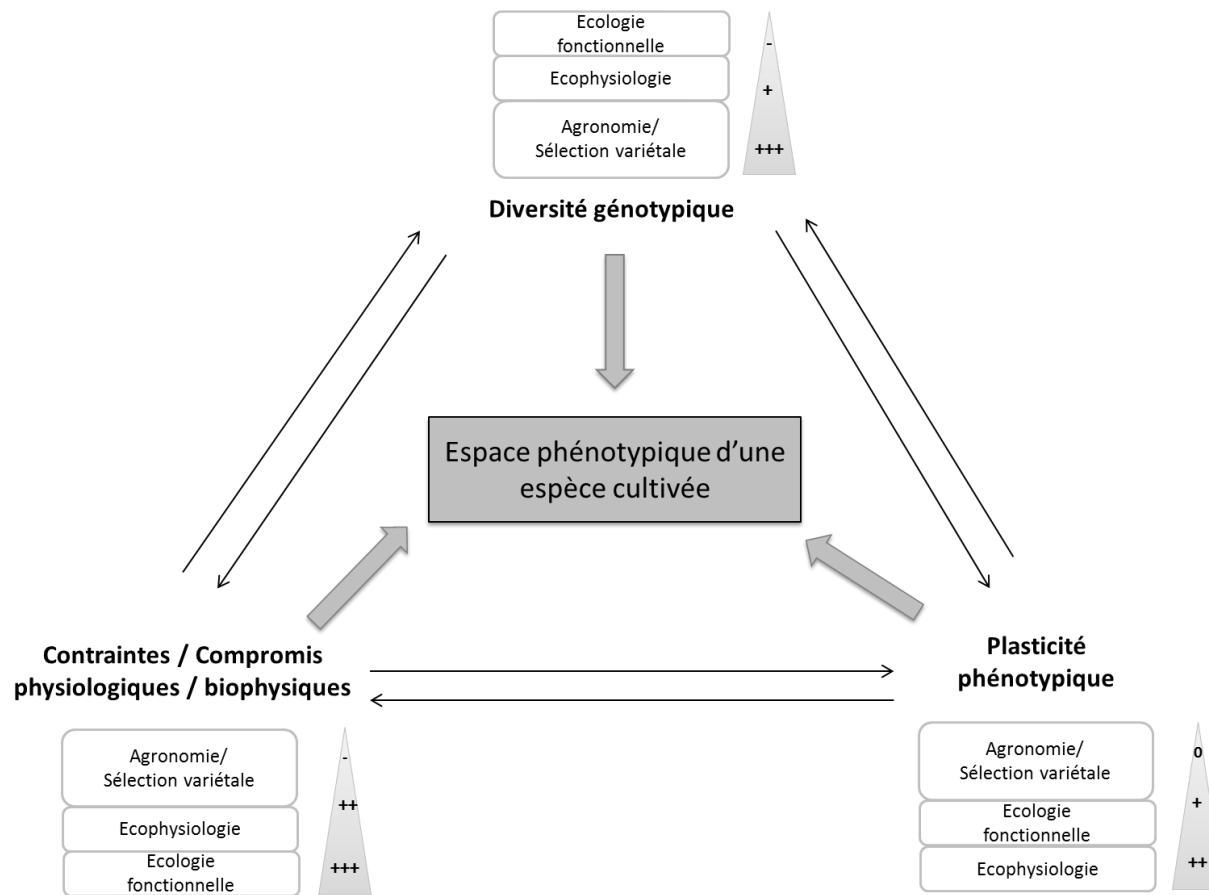 Ecologie
fonctionnelle
-
Ecophysiologie
+
Agronomie/
Sélection variétale
+++
Diversité génotypique
Espace phénotypique d'une
espèce cultivée
Contraintes / Compromis
physiologiques / biophysiques
Agronomie/
Sélection variétale
-
++
Ecophysiologie
Ecologie
fonctionnelle
+++
Plasticité
phénotypique
Agronomie/
Sélection variétale
0
+
Ecologie
fonctionnelle
Ecophysiologie
++